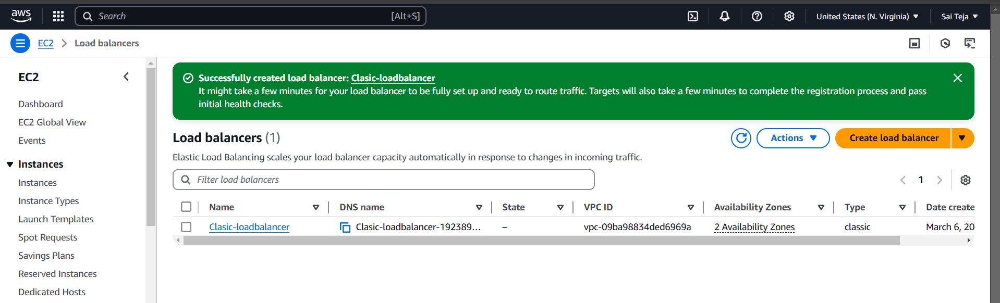 aws
Search [Alt+S]
United States (N. Virginia)
Sai Teja
EC2 Load balancers
EC2
Dashboard
EC2 Global View
Events
Instances
Instances
Instance Types
Launch Templates
Spot Requests
Savings Plans
Reserved Instances
Dedicated Hosts
Successfully created load balancer: Clasic-loadbalancer
It might take a few minutes for your load balancer to be fully set up and ready to route traffic. Targets will also take a few minutes to complete the registration process and pass
initial health checks.
Load balancers (1)
Actions
Create load balancer
Elastic Load Balancing scales your load balancer capacity automatically in response to changes in incoming traffic.
Filter load balancers
1
Name DNS name State VPC ID Availability Zones Type Date create
Clasic-loadbalancer Clasic-loadbalancer-192389... – vpc-09ba98834ded6969a 2 Availability Zones classic March 6, 20